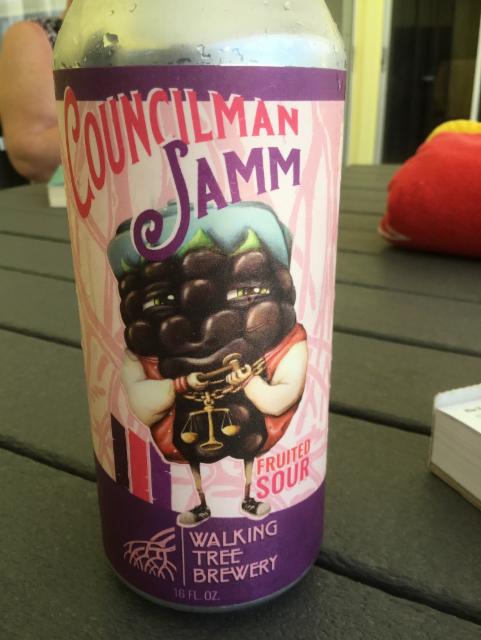 COUNCILMAN
JAMM
FRUITED
SOUR
WALKING
TREE
BREWERY
16 FL. OZ.